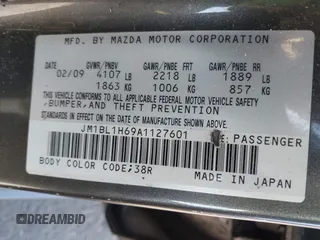 MFD. BY MAZDA MOTOR CORPORATION
DATE GVWR/PNBV GAWR/PNBE FRT/AV GAWR/PNBE RR/AR
02/09 4107 LB 2218 LB 1889 LB
1863 KG 1006 KG 857 KG
THIS VEHICLE CONFORMS TO ALL APPLICABLE FEDERAL MOTOR VEHICLE SAFETY,
BUMPER, AND THEFT PREVENTION
STANDARDS IN EFFECT ON THE DATE OF MANUFACTURE SHOWN ABOVE.
JM1BL1H69A1127601 E: PASSENGER
BODY COLOR CODE; 38R
MADE IN JAPAN
DREAMBID